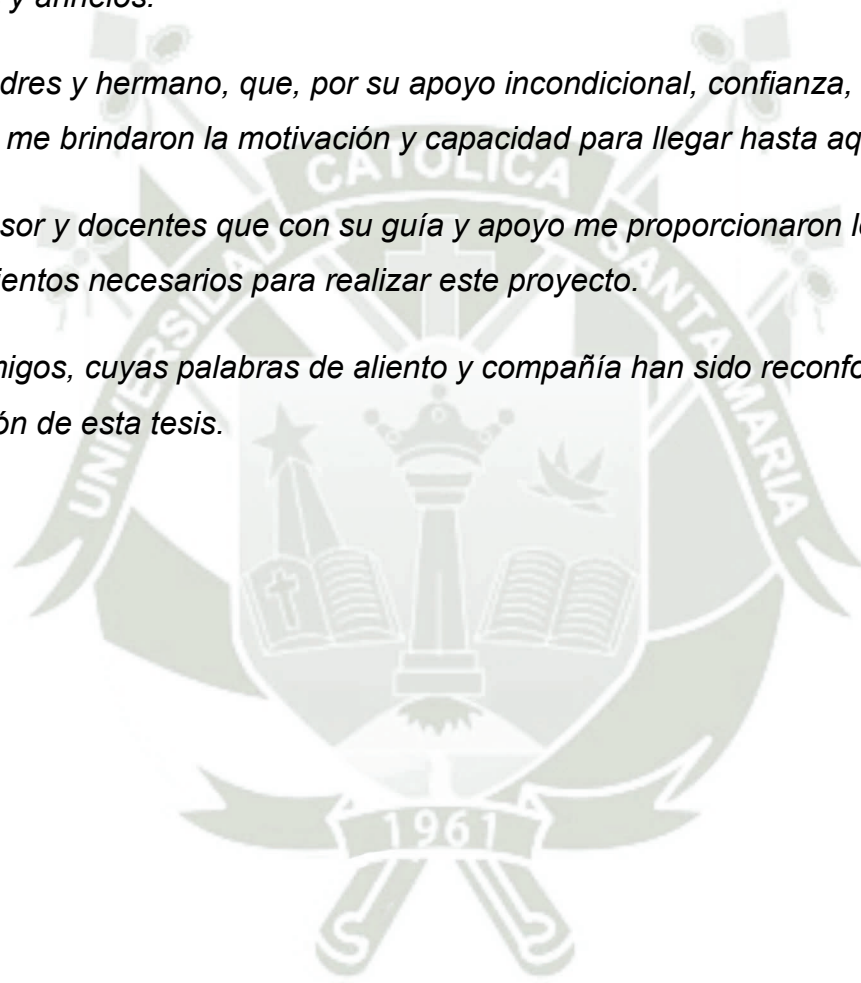 y anhelos.
dres y hermano, que, por su apoyo incondicional, confianza,
me brindaron la motivación y capacidad para llegar hasta aq
sor y docentes que con su guía y apoyo me proporcionaron l
ientos necesarios para realizar este proyecto.
nigos, cuyas palabras de aliento y compañía han sido reconfo
ón de esta tesis.
UNIVERSIDAD CATOLICA SANTA MARIA
1961